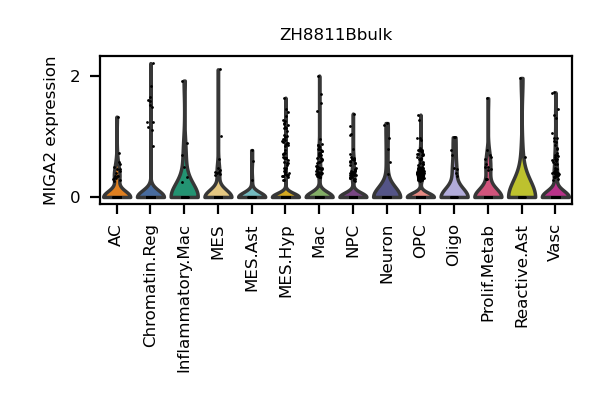 ZH8811Bbulk
MIGA2 expression
2
0
AC
Chromatin.Reg
Inflammatory.Mac
MES
MES.Ast
MES.Hyp
Mac
NPC
Neuron
OPC
Oligo
Prolif.Metab
Reactive.Ast
Vasc